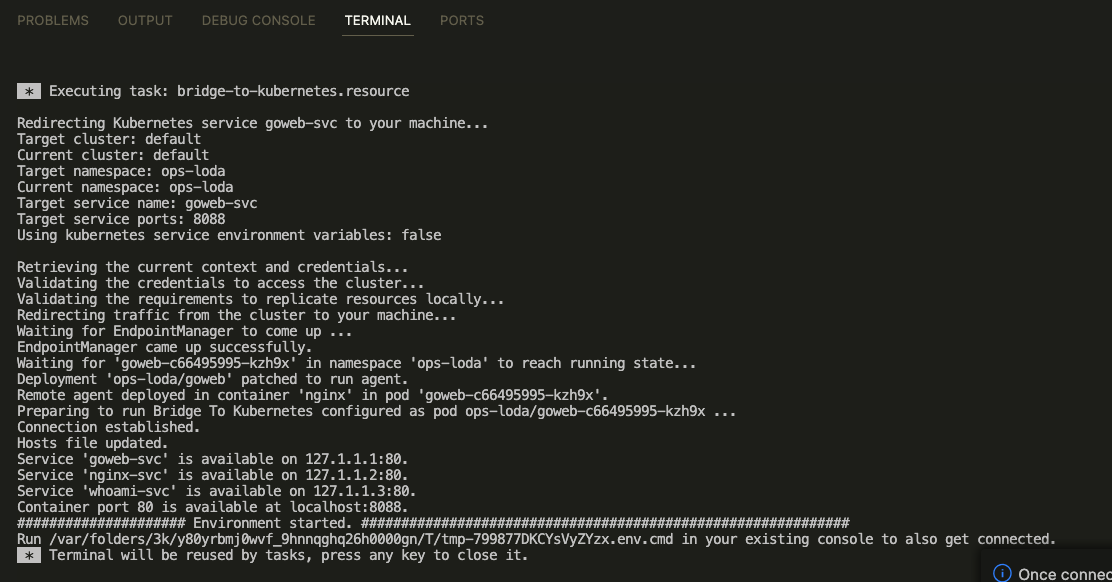 PROBLEMS OUTPUT DEBUG CONSOLE TERMINAL PORTS
* Executing task: bridge-to-kubernetes.resource
Redirecting Kubernetes service goweb-svc to your machine...
Target cluster: default
Current cluster: default
Target namespace: ops-loda
Current namespace: ops-loda
Target service name: goweb-svc
Target service ports: 8088
Using kubernetes service environment variables: false
Retrieving the current context and credentials...
Validating the credentials to access the cluster...
Validating the requirements to replicate resources locally...
Redirecting traffic from the cluster to your machine...
Waiting for EndpointManager to come up ...
EndpointManager came up successfully.
Waiting for 'goweb-c66495995-kzh9x' in namespace 'ops-loda' to reach running state...
Deployment 'ops-loda/goweb' patched to run agent.
Remote agent deployed in container 'nginx' in pod 'goweb-c66495995-kzh9x'.
Preparing to run Bridge To Kubernetes configured as pod ops-loda/goweb-c66495995-kzh9x ...
Connection established.
Hosts file updated.
Service 'goweb-svc' is available on 127.1.1.1:80.
Service 'nginx-svc' is available on 127.1.1.2:80.
Service 'whoami-svc' is available on 127.1.1.3:80.
Container port 80 is available at localhost:8088.
##################### Environment started. #############################################################
Run /var/folders/3k/y80yrbmj0wvf_9hnnqghq26h0000gn/T/tmp-799877DKCYsVyZYzx.env.cmd in your existing console to also get connected.
* Terminal will be reused by tasks, press any key to close it.
Once connec